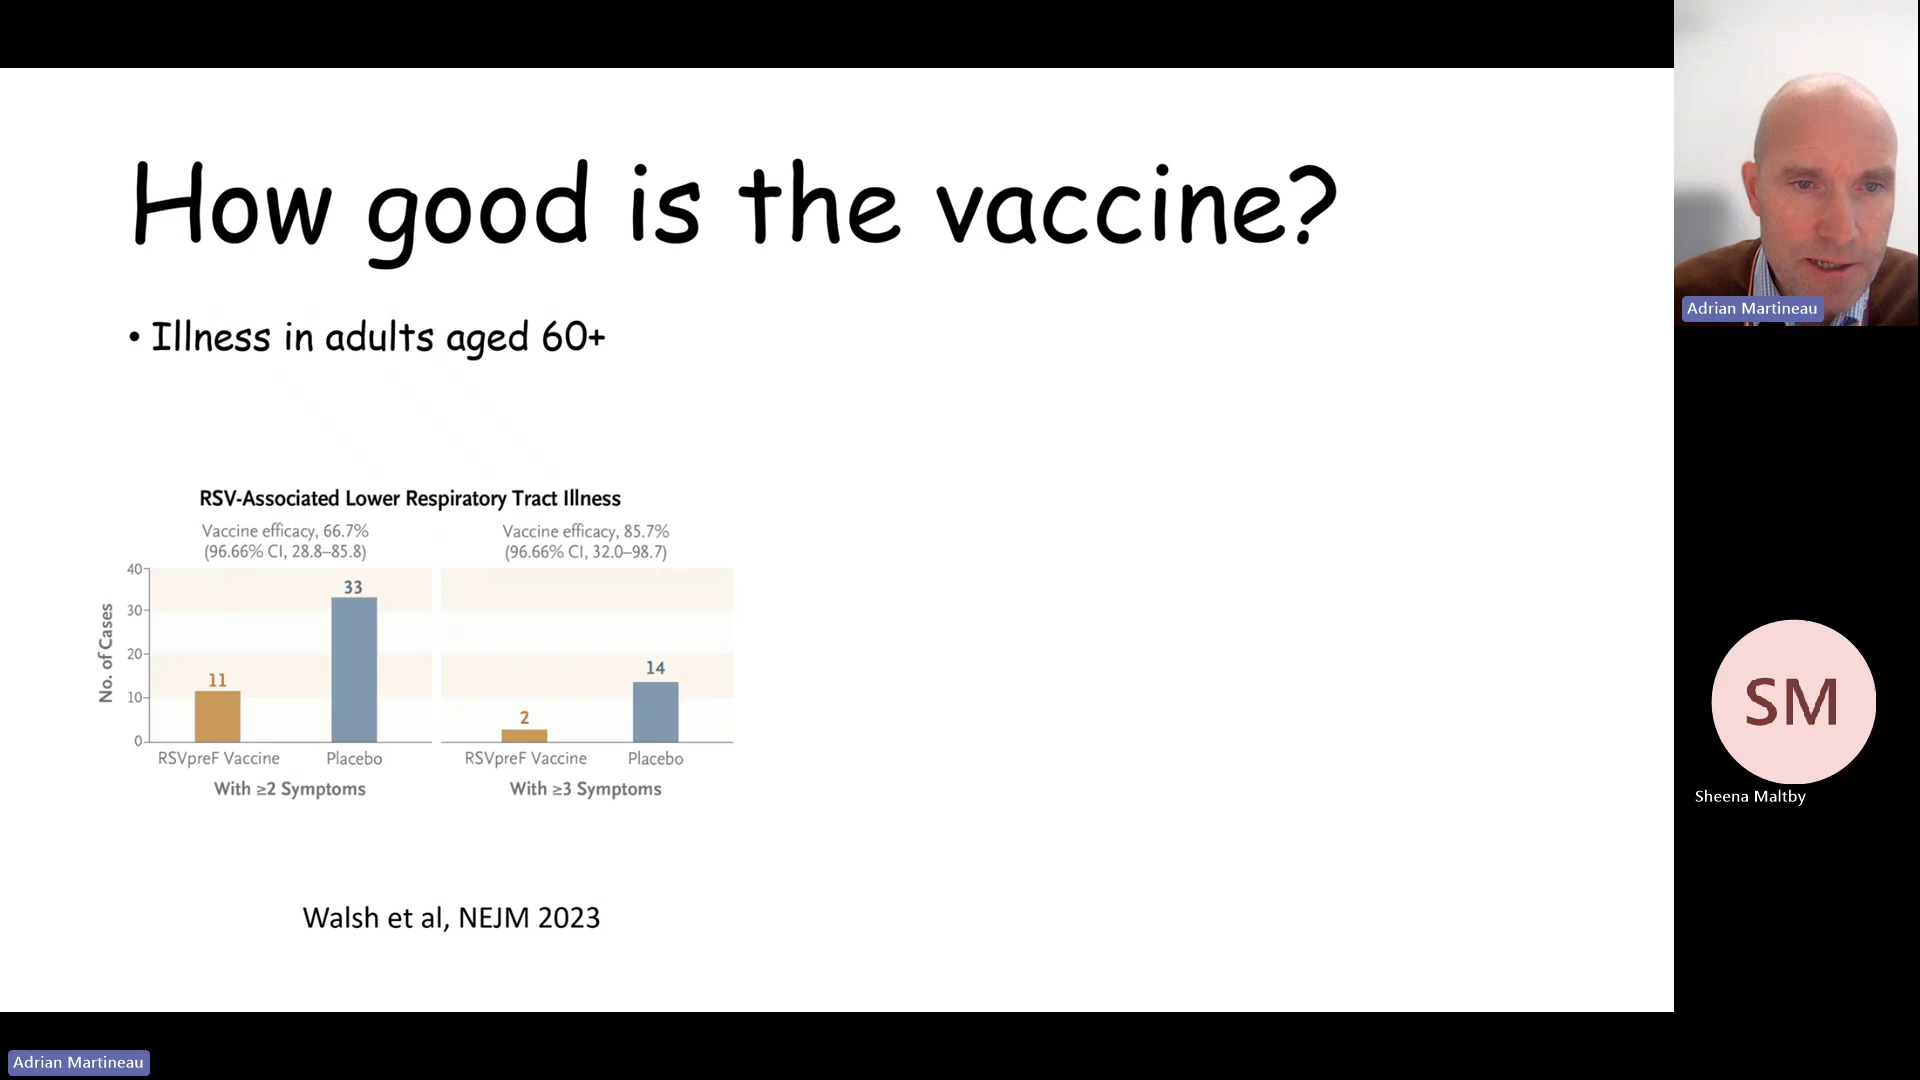 How good is the vaccine?
• Illness in adults aged 60+
RSV-Associated Lower Respiratory Tract Illness
Vaccine efficacy, 66.7%
(96.66% CI, 28.8–85.8)
Vaccine efficacy, 85.7%
(96.66% CI, 32.0–98.7)
No. of Cases
40
30
20
10
0
11
33
2
14
RSVpreF Vaccine
Placebo
RSVpreF Vaccine
Placebo
With ≥2 Symptoms
With ≥3 Symptoms
Walsh et al, NEJM 2023
Adrian Martineau
SM
Sheena Maltby
Adrian Martineau